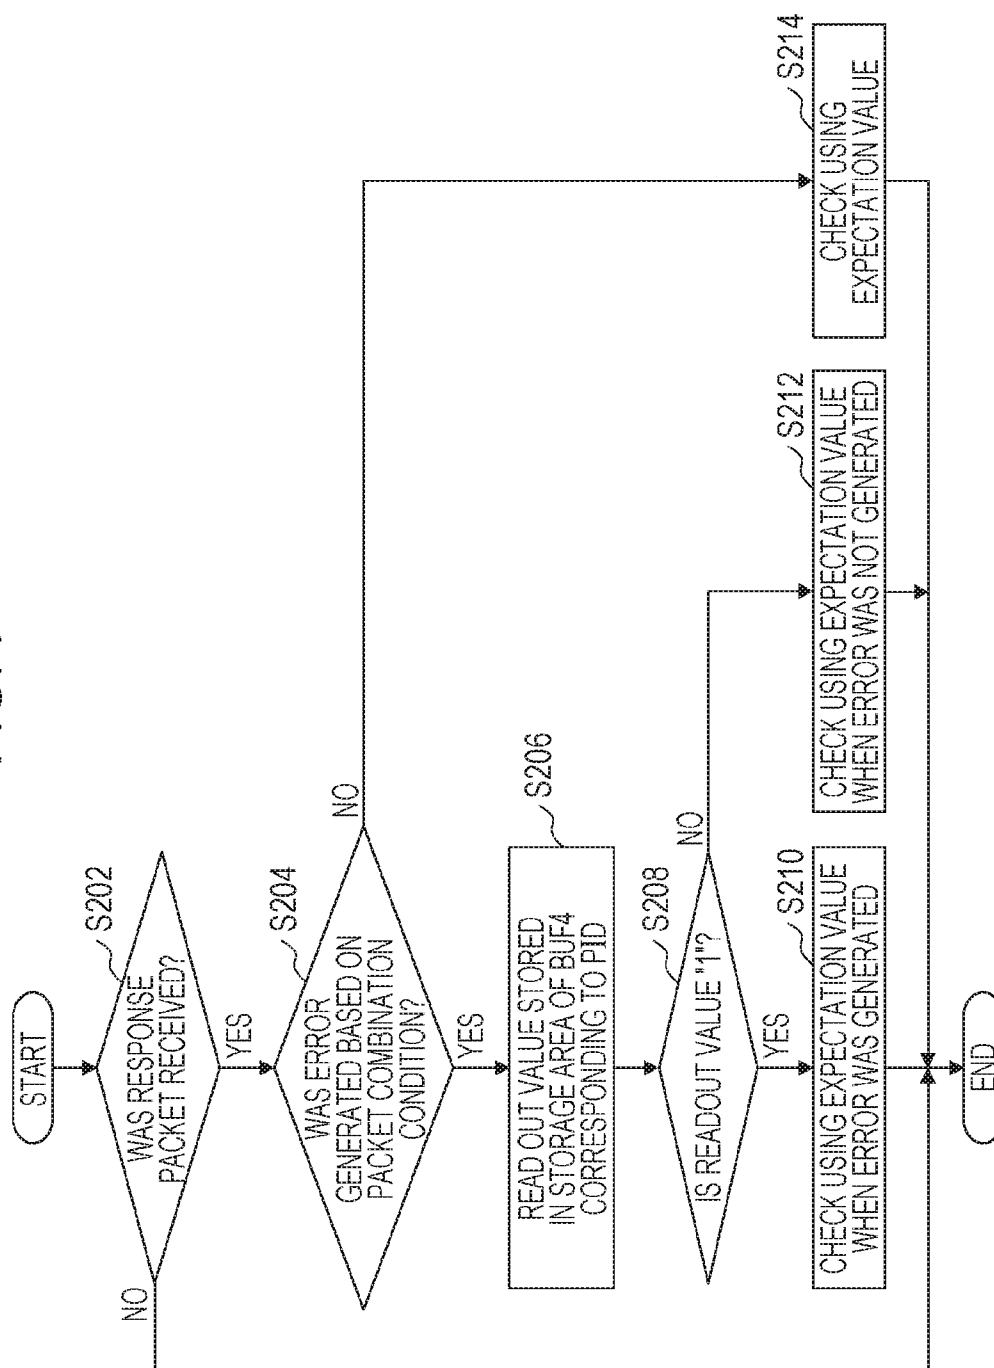 START
WAS RESPONSE
PACKET RECEIVED?
S202
NO
YES
WAS ERROR
GENERATED BASED ON
PACKET COMBINATION
CONDITION?
S204
NO
YES
READ OUT VALUE STORED
IN STORAGE AREA OF BUF4
CORRESPONDING TO PID
S206
IS READOUT VALUE "1"?
S208
NO
YES
CHECK USING EXPECTATION VALUE
WHEN ERROR WAS GENERATED
S210
CHECK USING EXPECTATION VALUE
WHEN ERROR WAS NOT GENERATED
S212
CHECK USING
EXPECTATION VALUE
S214
END